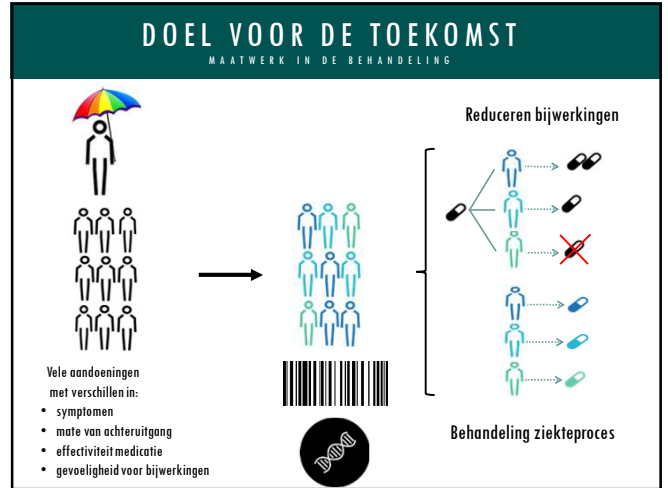 DOEL VOOR DE TOEKOMST
MAATWERK IN DE BEHANDELING
Reduceren bijwerkingen
Vele aandoeningen
met verschillen in:
• symptomen
• mate van achteruitgang
• effectiviteit medicatie
• gevoeligheid voor bijwerkingen
Behandeling ziekteproces